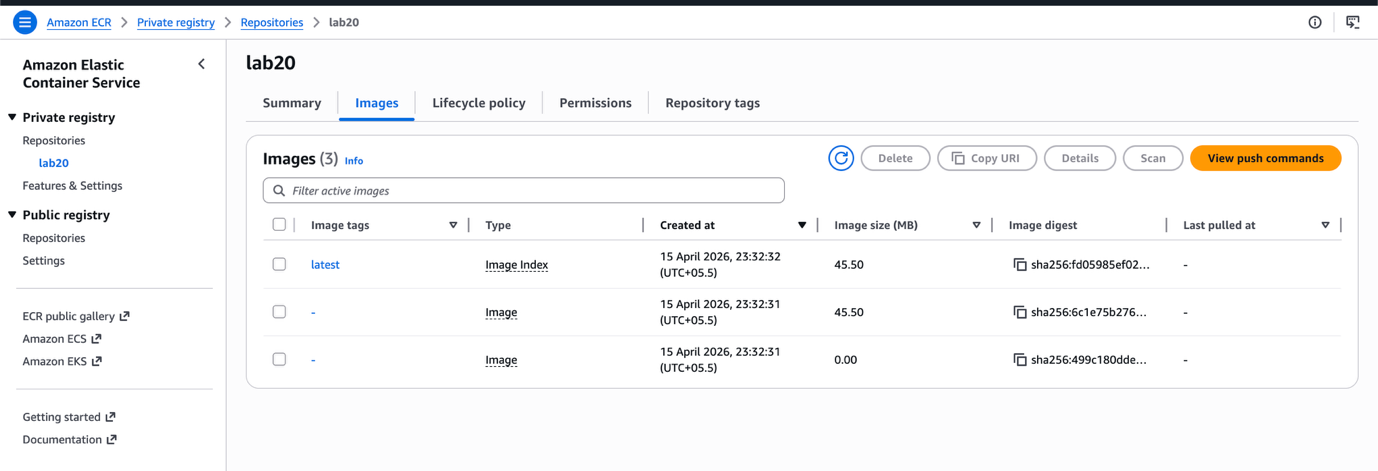 Amazon ECR > Private registry > Repositories > lab20
Amazon Elastic
Container Service
Private registry
Repositories
lab20
Features & Settings
Public registry
Repositories
Settings
ECR public gallery
Amazon ECS
Amazon EKS
Getting started
Documentation
lab20
Summary Images Lifecycle policy Permissions Repository tags
Images (3) Info Delete Copy URI Details Scan View push commands
Filter active images
Image tags Type Created at Image size (MB) Image digest Last pulled at
latest Image Index 15 April 2026, 23:32:32 (UTC+05.5) 45.50 sha256:fd05985ef02... -
- Image 15 April 2026, 23:32:31 (UTC+05.5) 45.50 sha256:6c1e75b276... -
- Image 15 April 2026, 23:32:31 (UTC+05.5) 0.00 sha256:499c180dde... -